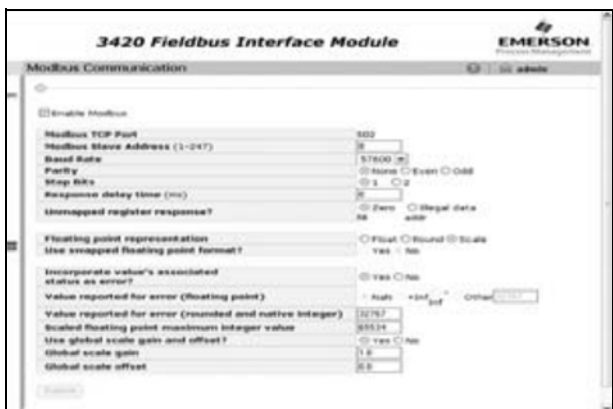 3420 Fieldbus Interface Module
EMERSON
Process Management
Modbus Communication
admin
Enable Modbus
Modbus TCP Port 502
Modbus Slave Address (1-247)
Baud Rate 57600
Parity None Even Odd
Stop Bits 1 2
Response delay time (ms)
Unmapped register response? Zero Illegal data
addr
Floating point representation Float Round Scale
Use swapped floating point format? Yes No
Incorporate value's associated
status as error? Yes No
Value reported for error (floating point) NaN +Inf Other
Inf
Value reported for error (rounded and native integer) 32767
Scaled floating point maximum integer value 65534
Use global scale gain and offset? Yes No
Global scale gain 1.0
Global scale offset 0.0
Submit